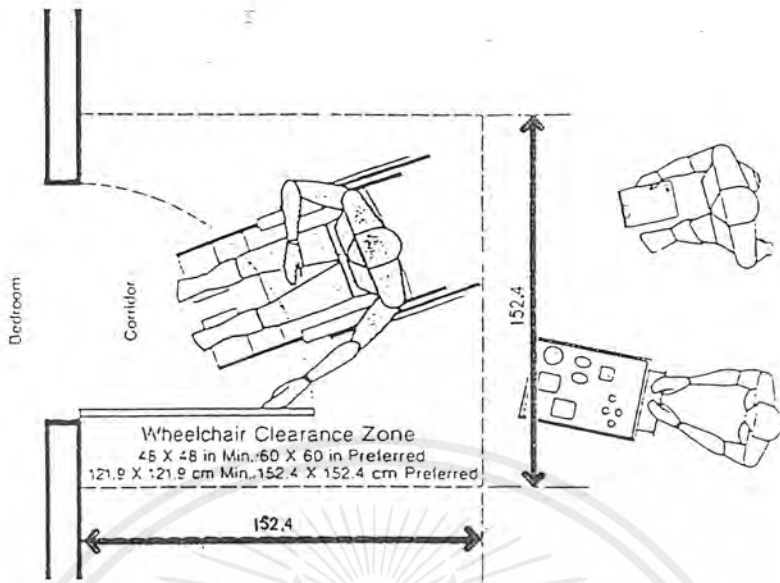 Bedroom
Corridor
152.4
Wheelchair Clearance Zone
48 X 48 in Min.:60 X 60 in Preferred
121.9 X 121.9 cm Min..152.4 X 152.4 cm Preferred
152.4